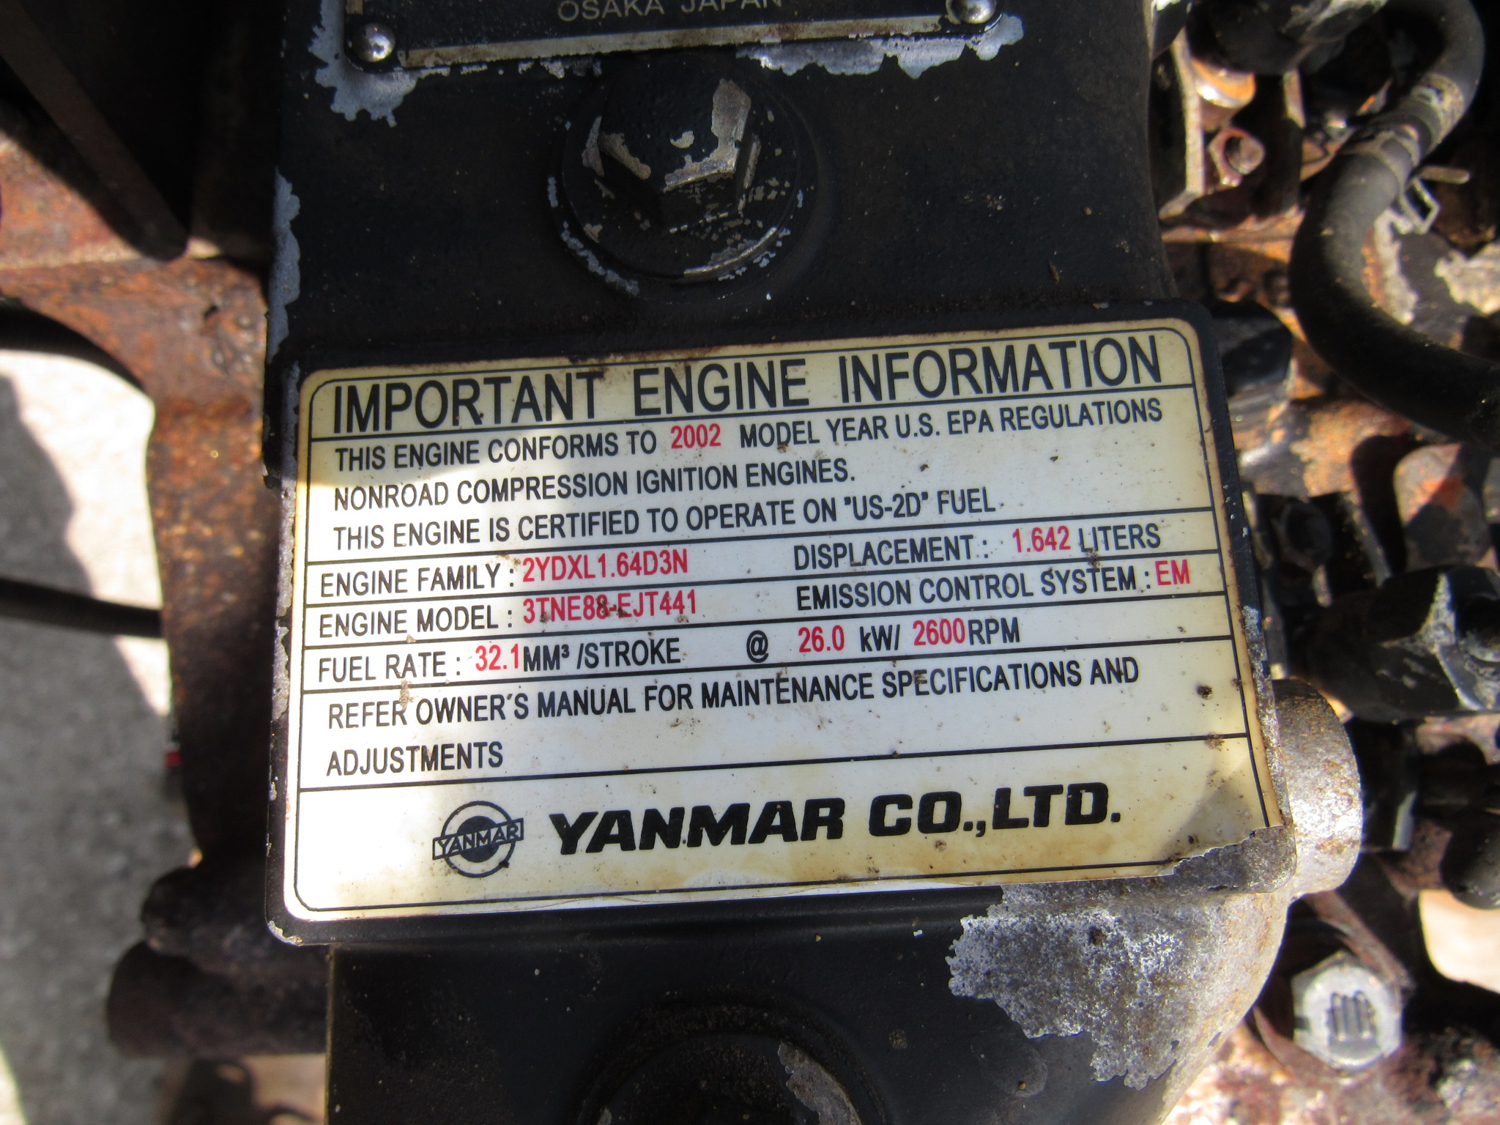 OSAKA JAPAN
IMPORTANT ENGINE INFORMATION
THIS ENGINE CONFORMS TO 2002 MODEL YEAR U.S. EPA REGULATIONS
NONROAD COMPRESSION IGNITION ENGINES.
THIS ENGINE IS CERTIFIED TO OPERATE ON "US-2D" FUEL.
ENGINE FAMILY : 2YDXL1.64D3N DISPLACEMENT : 1.642 LITERS
ENGINE MODEL : 3TNE88-EJT441 EMISSION CONTROL SYSTEM : EM
FUEL RATE : 32.1MM³ /STROKE @ 26.0 kW/ 2600RPM
REFER OWNER'S MANUAL FOR MAINTENANCE SPECIFICATIONS AND
ADJUSTMENTS
YANMAR YANMAR CO.,LTD.